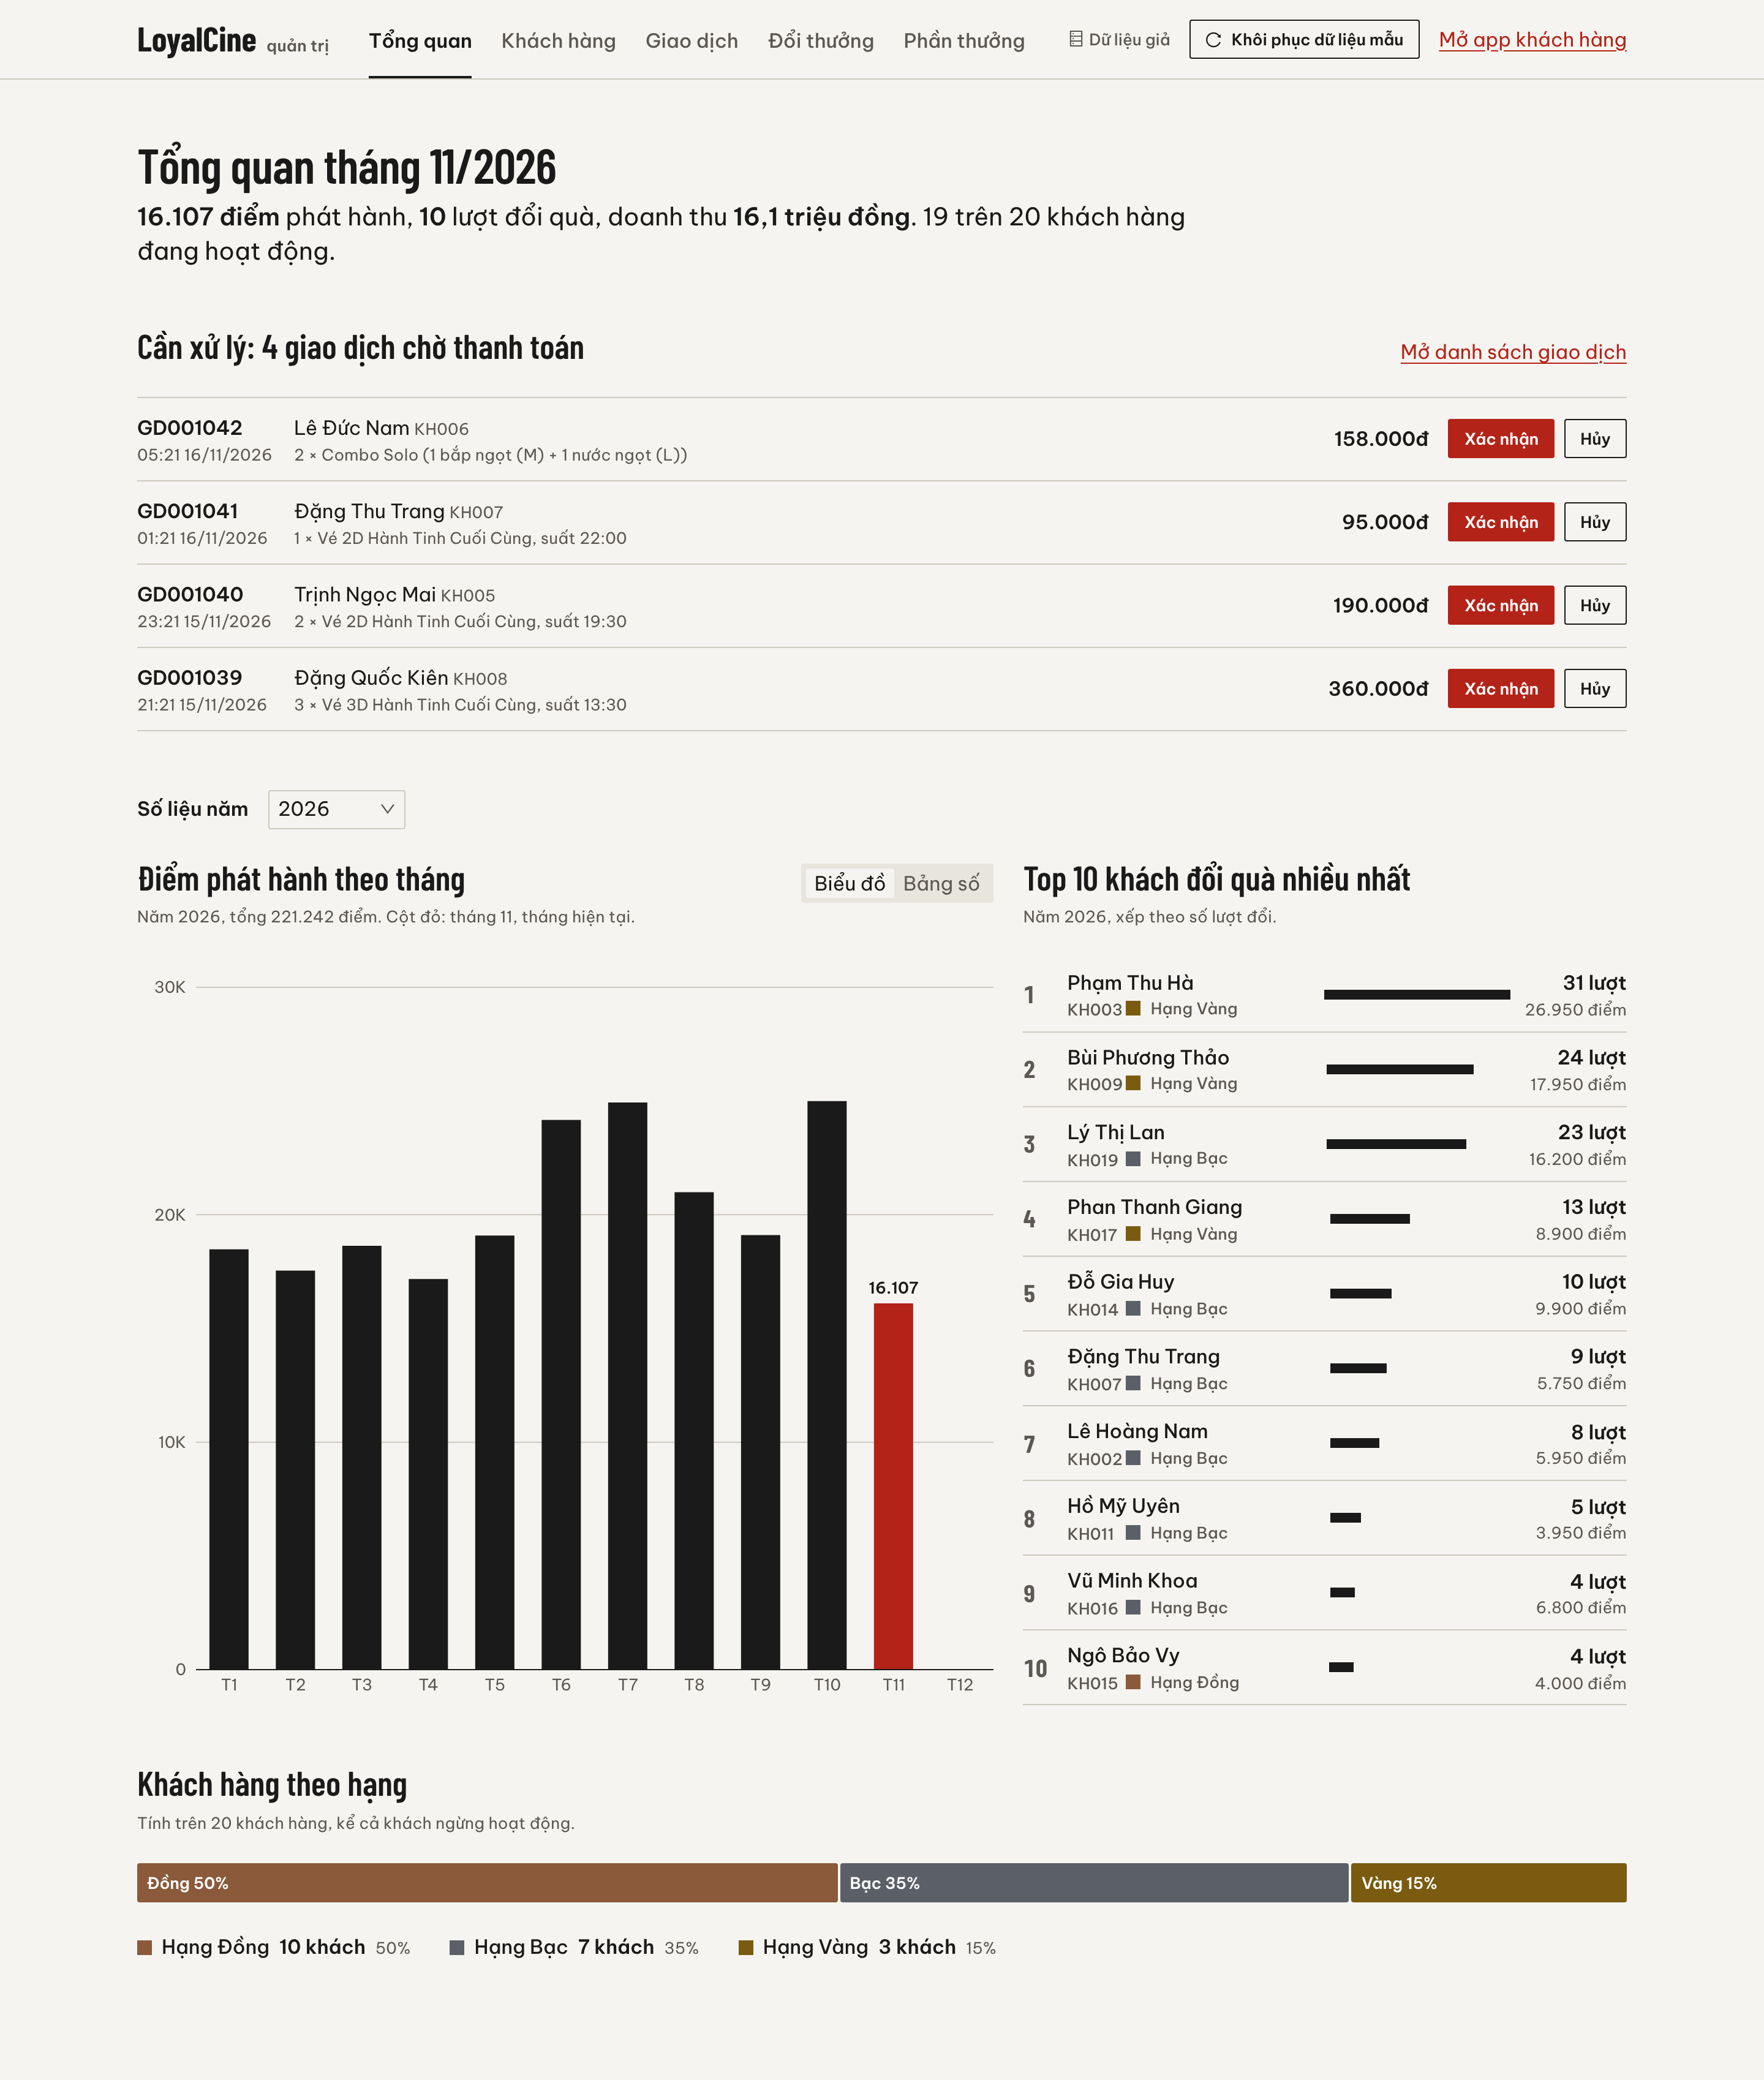 LoyalCine quản trị Tổng quan Khách hàng Giao dịch Đổi thưởng Phần thưởng Dữ liệu giả Khôi phục dữ liệu mẫu Mở app khách hàng
Tổng quan tháng 11/2026
16.107 điểm phát hành, 10 lượt đổi quà, doanh thu 16,1 triệu đồng. 19 trên 20 khách hàng
đang hoạt động.
Cần xử lý: 4 giao dịch chờ thanh toán
Mở danh sách giao dịch
GD001042 Lê Đức Nam KH006
05:21 16/11/2026 2 × Combo Solo (1 bắp ngọt (M) + 1 nước ngọt (L))
158.000đ Xác nhận Hủy
GD001041 Đặng Thu Trang KH007
01:21 16/11/2026 1 × Vé 2D Hành Tinh Cuối Cùng, suất 22:00
95.000đ Xác nhận Hủy
GD001040 Trịnh Ngọc Mai KH005
23:21 15/11/2026 2 × Vé 2D Hành Tinh Cuối Cùng, suất 19:30
190.000đ Xác nhận Hủy
GD001039 Đặng Quốc Kiên KH008
21:21 15/11/2026 3 × Vé 3D Hành Tinh Cuối Cùng, suất 13:30
360.000đ Xác nhận Hủy
Số liệu năm 2026
Điểm phát hành theo tháng
Biểu đồ Bảng số
Năm 2026, tổng 221.242 điểm. Cột đỏ: tháng 11, tháng hiện tại.
30K
20K
10K
0
16.107
T1 T2 T3 T4 T5 T6 T7 T8 T9 T10 T11 T12
Top 10 khách đổi quà nhiều nhất
Năm 2026, xếp theo số lượt đổi.
1 Phạm Thu Hà 31 lượt
KH003 Hạng Vàng 26.950 điểm
2 Bùi Phương Thảo 24 lượt
KH009 Hạng Vàng 17.950 điểm
3 Lý Thị Lan 23 lượt
KH019 Hạng Bạc 16.200 điểm
4 Phan Thanh Giang 13 lượt
KH017 Hạng Vàng 8.900 điểm
5 Đỗ Gia Huy 10 lượt
KH014 Hạng Bạc 9.900 điểm
6 Đặng Thu Trang 9 lượt
KH007 Hạng Bạc 5.750 điểm
7 Lê Hoàng Nam 8 lượt
KH002 Hạng Bạc 5.950 điểm
8 Hồ Mỹ Uyên 5 lượt
KH011 Hạng Bạc 3.950 điểm
9 Vũ Minh Khoa 4 lượt
KH016 Hạng Bạc 6.800 điểm
10 Ngô Bảo Vy 4 lượt
KH015 Hạng Đồng 4.000 điểm
Khách hàng theo hạng
Tính trên 20 khách hàng, kể cả khách ngừng hoạt động.
Đồng 50% Bạc 35% Vàng 15%
Hạng Đồng 10 khách 50% Hạng Bạc 7 khách 35% Hạng Vàng 3 khách 15%